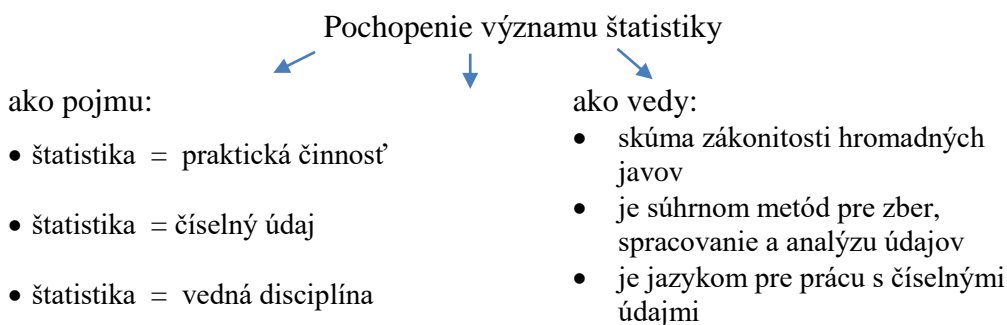 Pochopenie významu štatistiky
ako pojmu:
• štatistika = praktická činnosť
• štatistika = číselný údaj
• štatistika = vedná disciplína
ako vedy:
• skúma zákonitosti hromadných
javov
• je súhrnom metód pre zber,
spracovanie a analýzu údajov
• je jazykom pre prácu s číselnými
údajmi